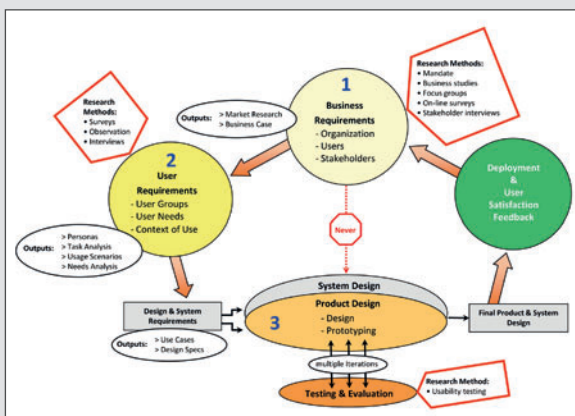 1
Business
Requirements
- Organization
- Users
- Stakeholders
Research Methods:
• Mandate
• Business studies
• Focus groups
• On-line surveys
• Stakeholder interviews
Outputs:
> Market Research
> Business Case
Research
Methods:
• Surveys
• Observation
• Interviews
2
User
Requirements
- User Groups
- User Needs
- Context of Use
Outputs:
> Personas
> Task Analysis
> Usage Scenarios
> Needs Analysis
Deployment
&
User
Satisfaction
Feedback
Never
System Design
3
Product Design
- Design
- Prototyping
Design & System
Requirements
Outputs:
> Use Cases
> Design Specs
Final Product & System
Design
multiple Iterations
Testing & Evaluation
Research Method:
• Usability testing